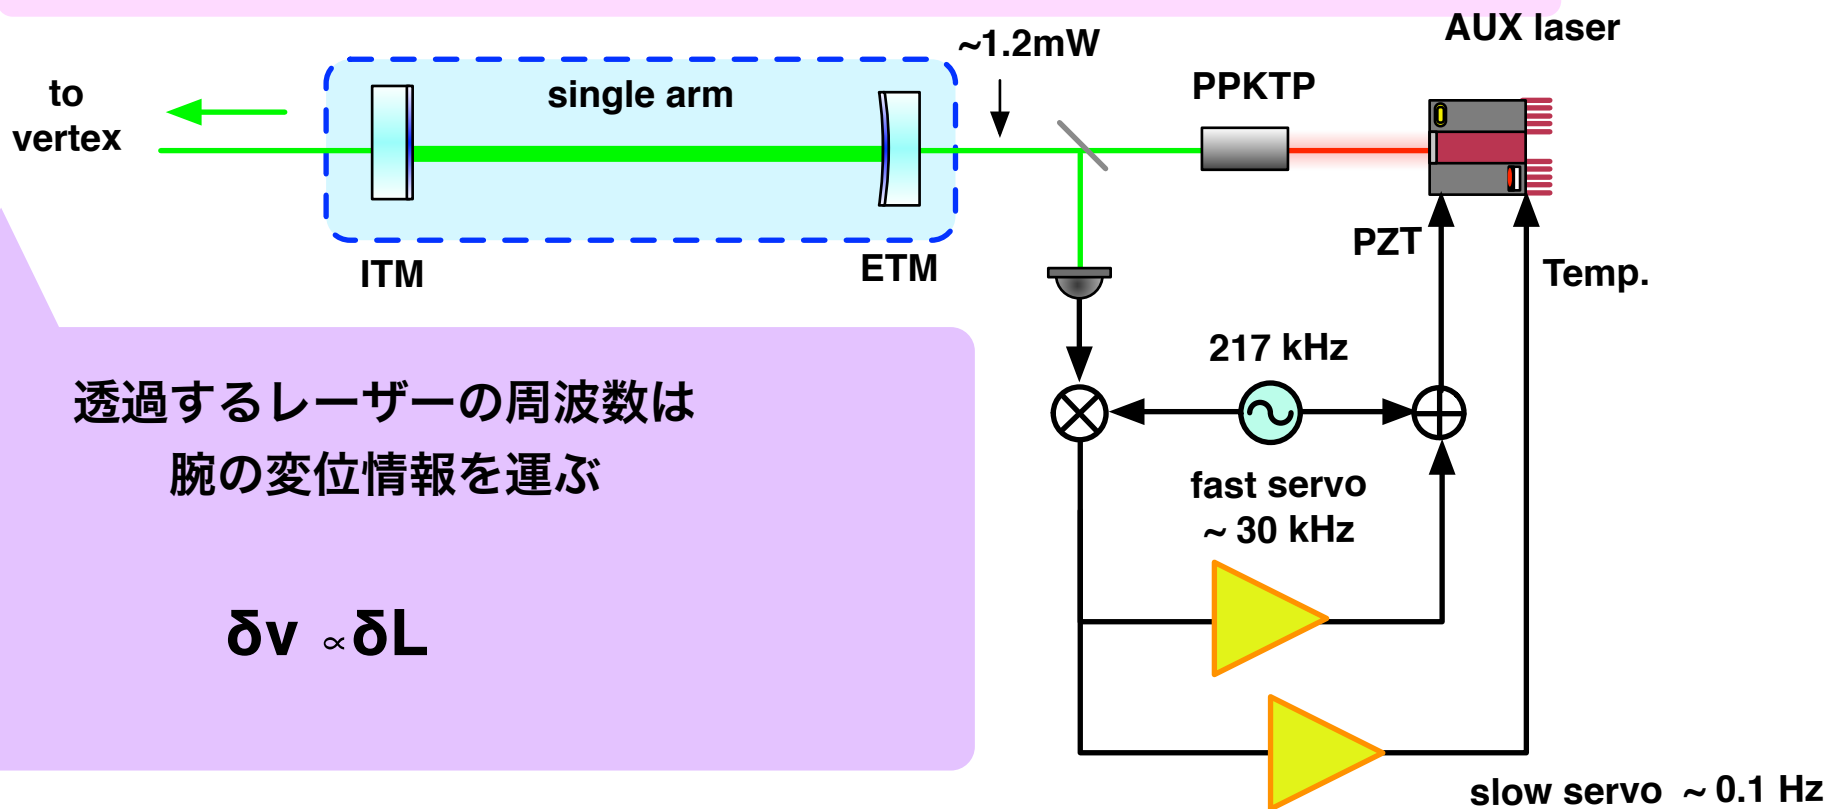 AUX laser
~1.2mW
to
vertex
single arm
PPKTP
ITM
ETM
PZT
Temp.
217 kHz
透過するレーザーの周波数は
腕の変位情報を運ぶ
fast servo
~ 30 kHz
δν ∝ δL
slow servo ~ 0.1 Hz